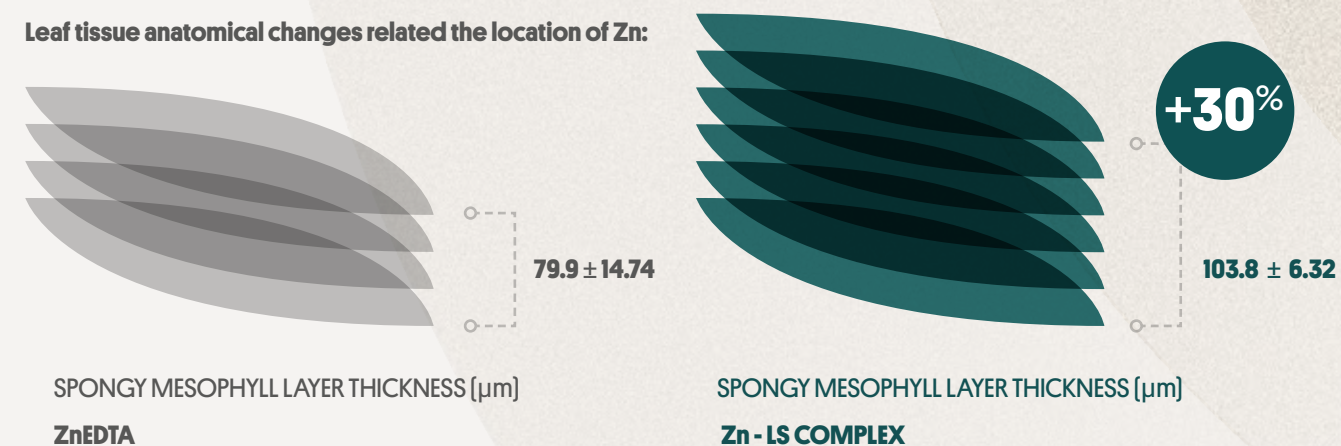 Leaf tissue anatomical changes related the location of Zn:
+30%
79.9 ± 14.74
103.8 ± 6.32
SPONGY MESOPHYLL LAYER THICKNESS (µm)
ZnEDTA
SPONGY MESOPHYLL LAYER THICKNESS (µm)
Zn - LS COMPLEX